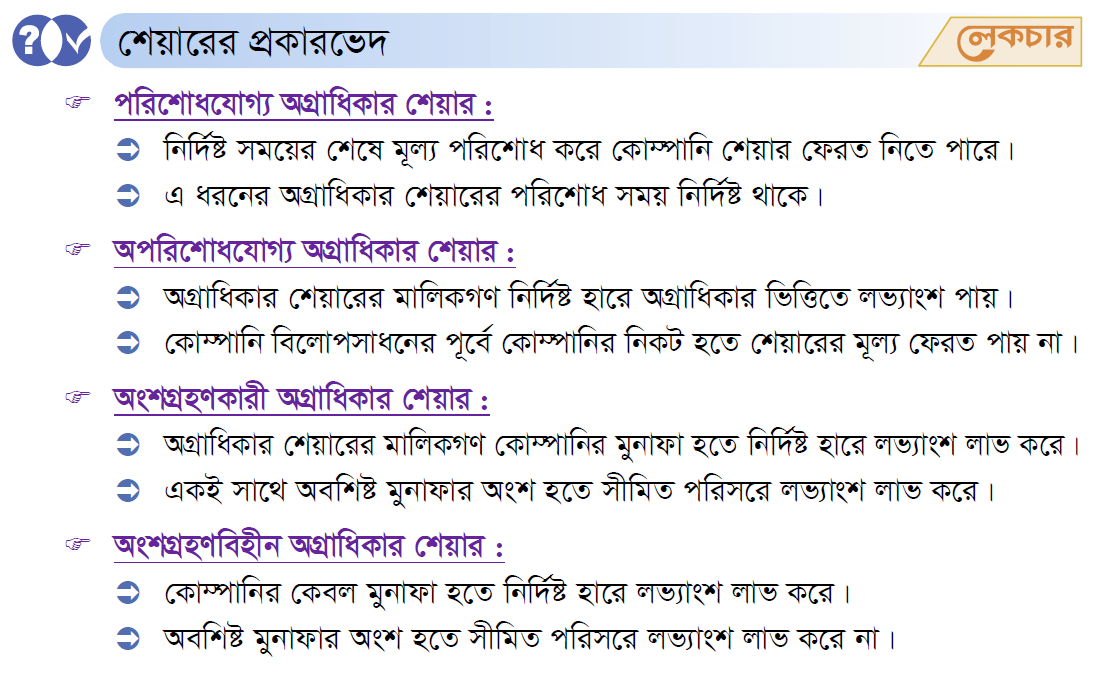 শেয়ারের প্রকারভেদ
লেকচার
পরিশোধযোগ্য অগ্রাধিকার শেয়ার :
নির্দিষ্ট সময়ের শেষে মূল্য পরিশোধ করে কোম্পানি শেয়ার ফেরত নিতে পারে।
এ ধরনের অগ্রাধিকার শেয়ারের পরিশোধ সময় নির্দিষ্ট থাকে।
অপরিশোধযোগ্য অগ্রাধিকার শেয়ার :
অগ্রাধিকার শেয়ারের মালিকগণ নির্দিষ্ট হারে অগ্রাধিকার ভিত্তিতে লভ্যাংশ পায়।
কোম্পানি বিলোপসাধনের পূর্বে কোম্পানির নিকট হতে শেয়ারের মূল্য ফেরত পায় না।
অংশগ্রহণকারী অগ্রাধিকার শেয়ার :
অগ্রাধিকার শেয়ারের মালিকগণ কোম্পানির মুনাফা হতে নির্দিষ্ট হারে লভ্যাংশ লাভ করে।
একই সাথে অবশিষ্ট মুনাফার অংশ হতে সীমিত পরিসরে লভ্যাংশ লাভ করে।
অংশগ্রহণবিহীন অগ্রাধিকার শেয়ার :
কোম্পানির কেবল মুনাফা হতে নির্দিষ্ট হারে লভ্যাংশ লাভ করে।
অবশিষ্ট মুনাফার অংশ হতে সীমিত পরিসরে লভ্যাংশ লাভ করে না।